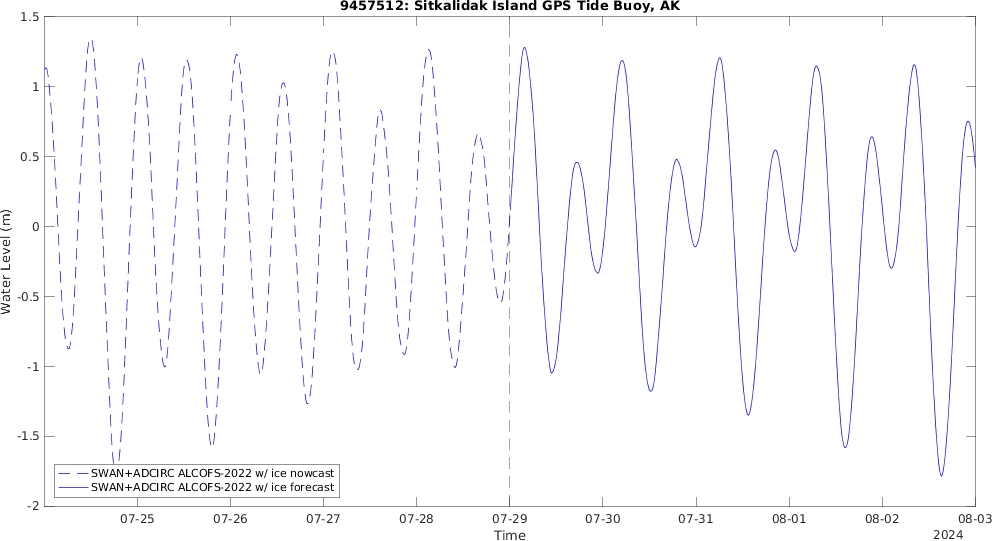 9457512: Sitkalidak Island GPS Tide Buoy, AK
1.5
1
0.5
0
-0.5
-1
-1.5
-2
Water Level (m)
SWAN+ADCIRC ALCOFS-2022 w/ ice nowcast
SWAN+ADCIRC ALCOFS-2022 w/ ice forecast
07-25 07-26 07-27 07-28 07-29 07-30 07-31 08-01 08-02 08-03
Time
2024